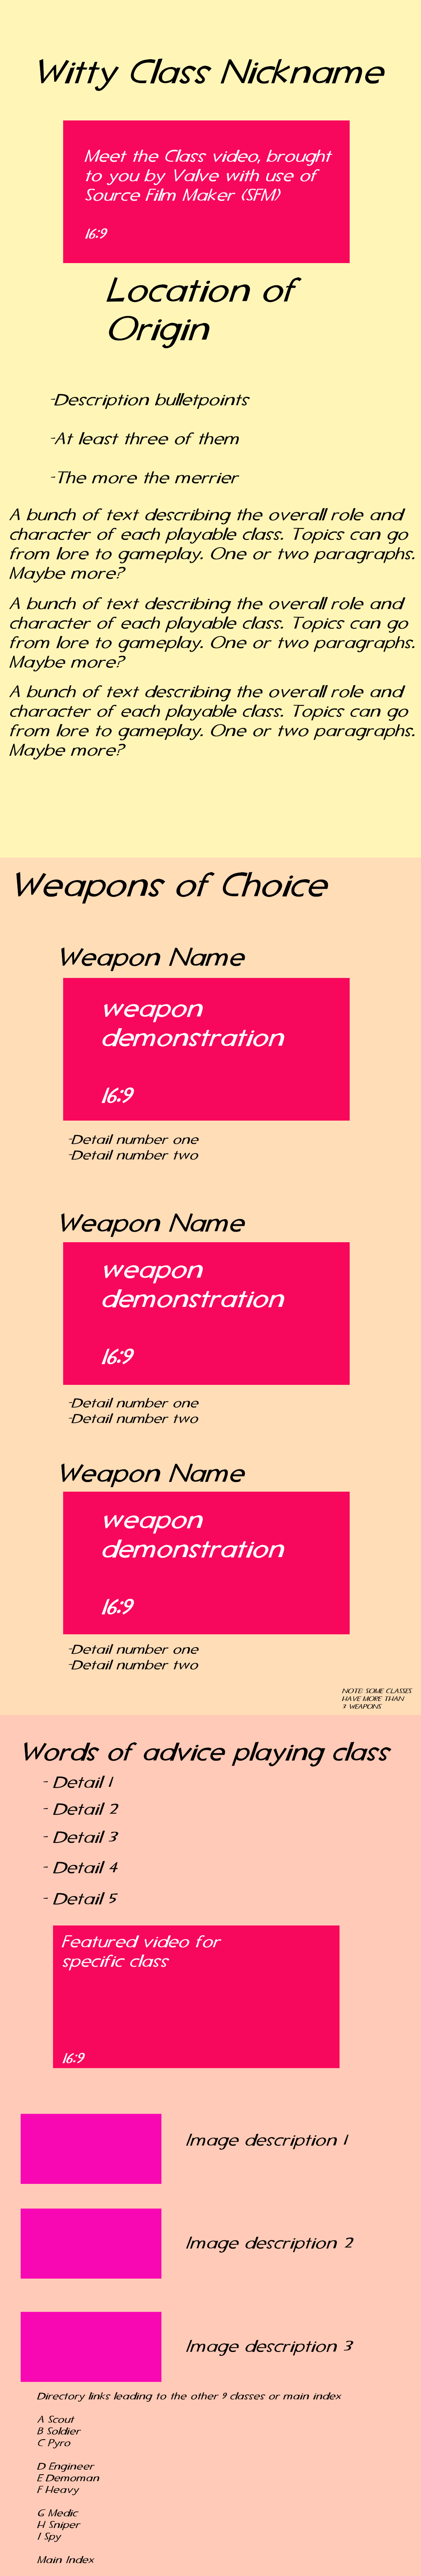 Witty Class Nickname
Meet the Class video, brought
to you by Valve with use of
Source Film Maker (SFM)
16:9
Location of
Origin
-Description bulletpoints
-At least three of them
-The more the merrier
A bunch of text describing the overall role and
character of each playable class. Topics can go
from lore to gameplay. One or two paragraphs.
Maybe more?
A bunch of text describing the overall role and
character of each playable class. Topics can go
from lore to gameplay. One or two paragraphs.
Maybe more?
A bunch of text describing the overall role and
character of each playable class. Topics can go
from lore to gameplay. One or two paragraphs.
Maybe more?
Weapons of Choice
Weapon Name
weapon
demonstration
16:9
-Detail number one
-Detail number two
Weapon Name
weapon
demonstration
16:9
-Detail number one
-Detail number two
Weapon Name
weapon
demonstration
16:9
-Detail number one
-Detail number two
NOTE: SOME CLASSES
HAVE MORE THAN
3 WEAPONS
Words of advice playing class
- Detail 1
- Detail 2
- Detail 3
- Detail 4
- Detail 5
Featured video for
specific class
16:9
Image description 1
Image description 2
Image description 3
Directory links leading to the other 9 classes or main index
A Scout
B Soldier
C Pyro
D Engineer
E Demoman
F Heavy
G Medic
H Sniper
I Spy
Main Index